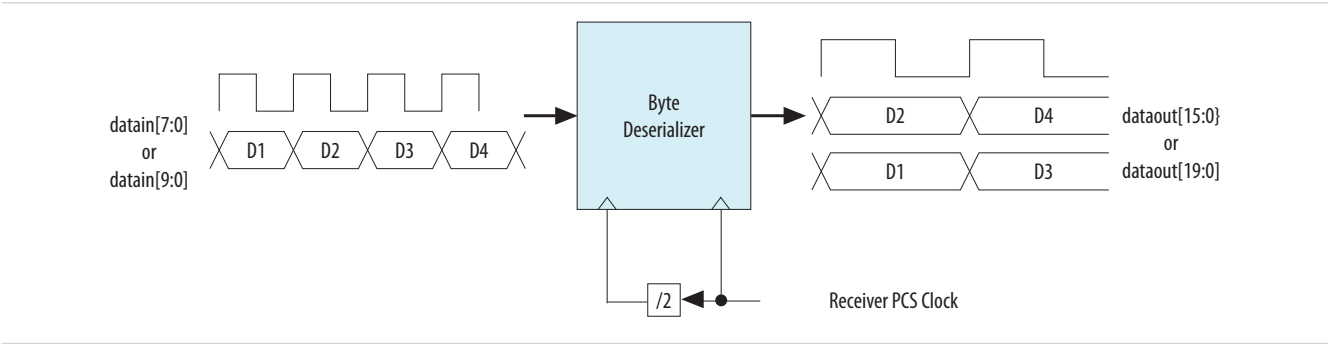 datain[7:0]
or
datain[9:0]
D1 D2 D3 D4
Byte
Deserializer
D2 D4
D1 D3
dataout[15:0}
or
dataout[19:0]
/2
Receiver PCS Clock